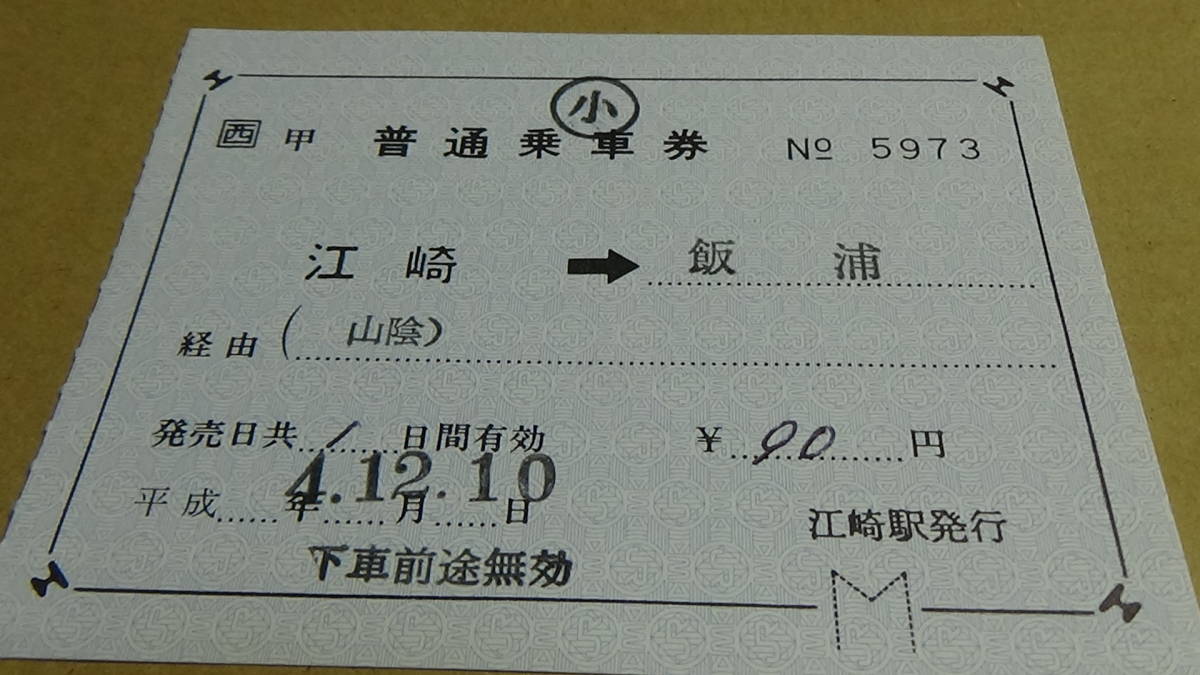 小
西 甲 普通乗車券 № 5973
江崎 ➡ 飯浦
経由 ( 山陰)
発売日共 1 日間有効 ¥ 90 円
平成 4年 12.月 10日
江崎駅発行
下車前途無効